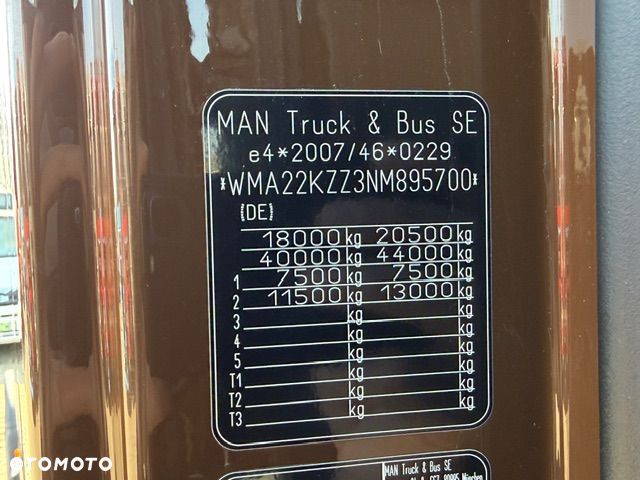 MAN Truck & Bus SE
e4*2007/46*0229
*WMA22KZZ3NM895700*
(DE)
18000 kg 20500 kg
40000 kg 44000 kg
1 7500 kg 7500 kg
2 11500 kg 13000 kg
3 kg kg
4 kg kg
5 kg kg
T1 kg kg
T2 kg kg
T3 kg kg
MAN Truck & Bus SE
80995 München
OTOMOTO